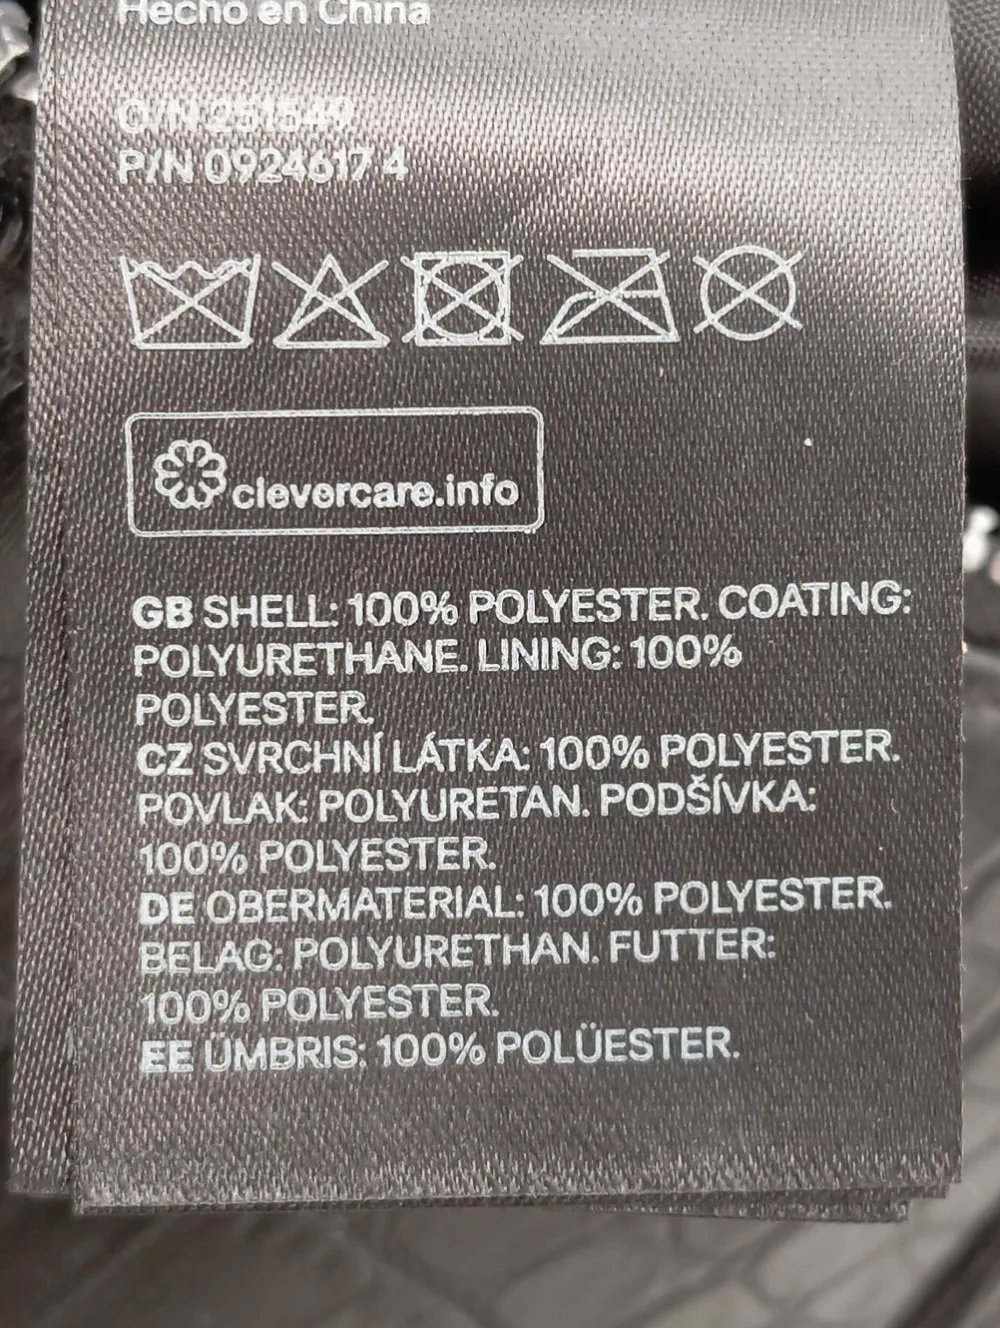 Hecho en China
O/N 251549
P/N 0924617 4
clevercare.info
GB SHELL: 100% POLYESTER. COATING:
POLYURETHANE. LINING: 100%
POLYESTER.
CZ SVRCHNÍ LÁTKA: 100% POLYESTER.
POVLAK: POLYURETAN. PODŠÍVKA:
100% POLYESTER.
DE OBERMATERIAL: 100% POLYESTER.
BELAG: POLYURETHAN. FUTTER:
100% POLYESTER.
EE ÜMBRIS: 100% POLÜESTER.